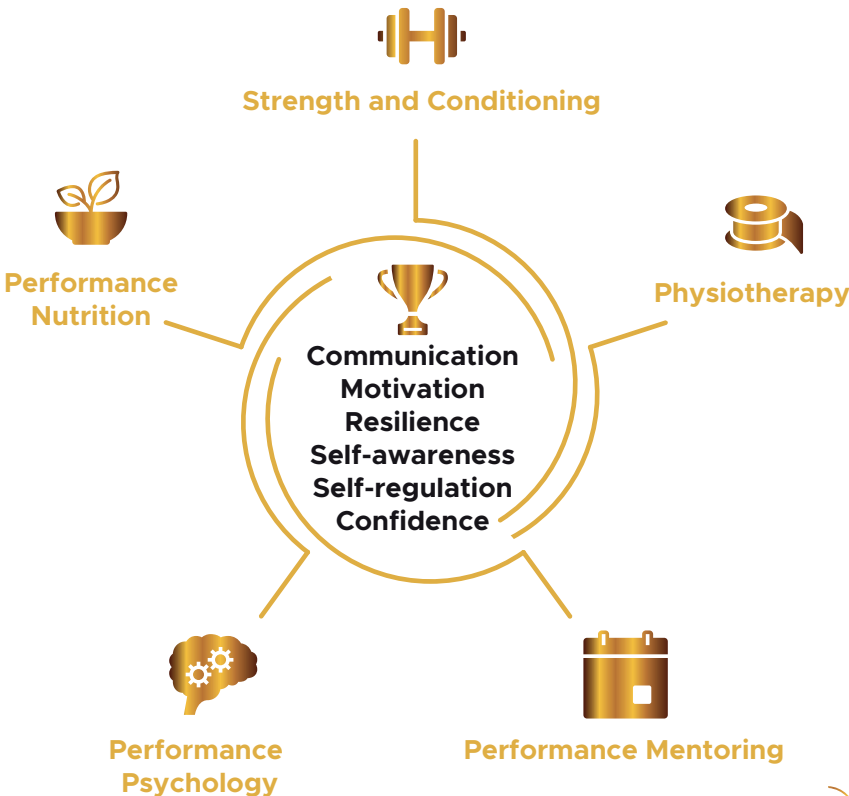 Strength and Conditioning
Performance
Nutrition
Physiotherapy
Communication
Motivation
Resilience
Self-awareness
Self-regulation
Confidence
Performance
Psychology
Performance Mentoring